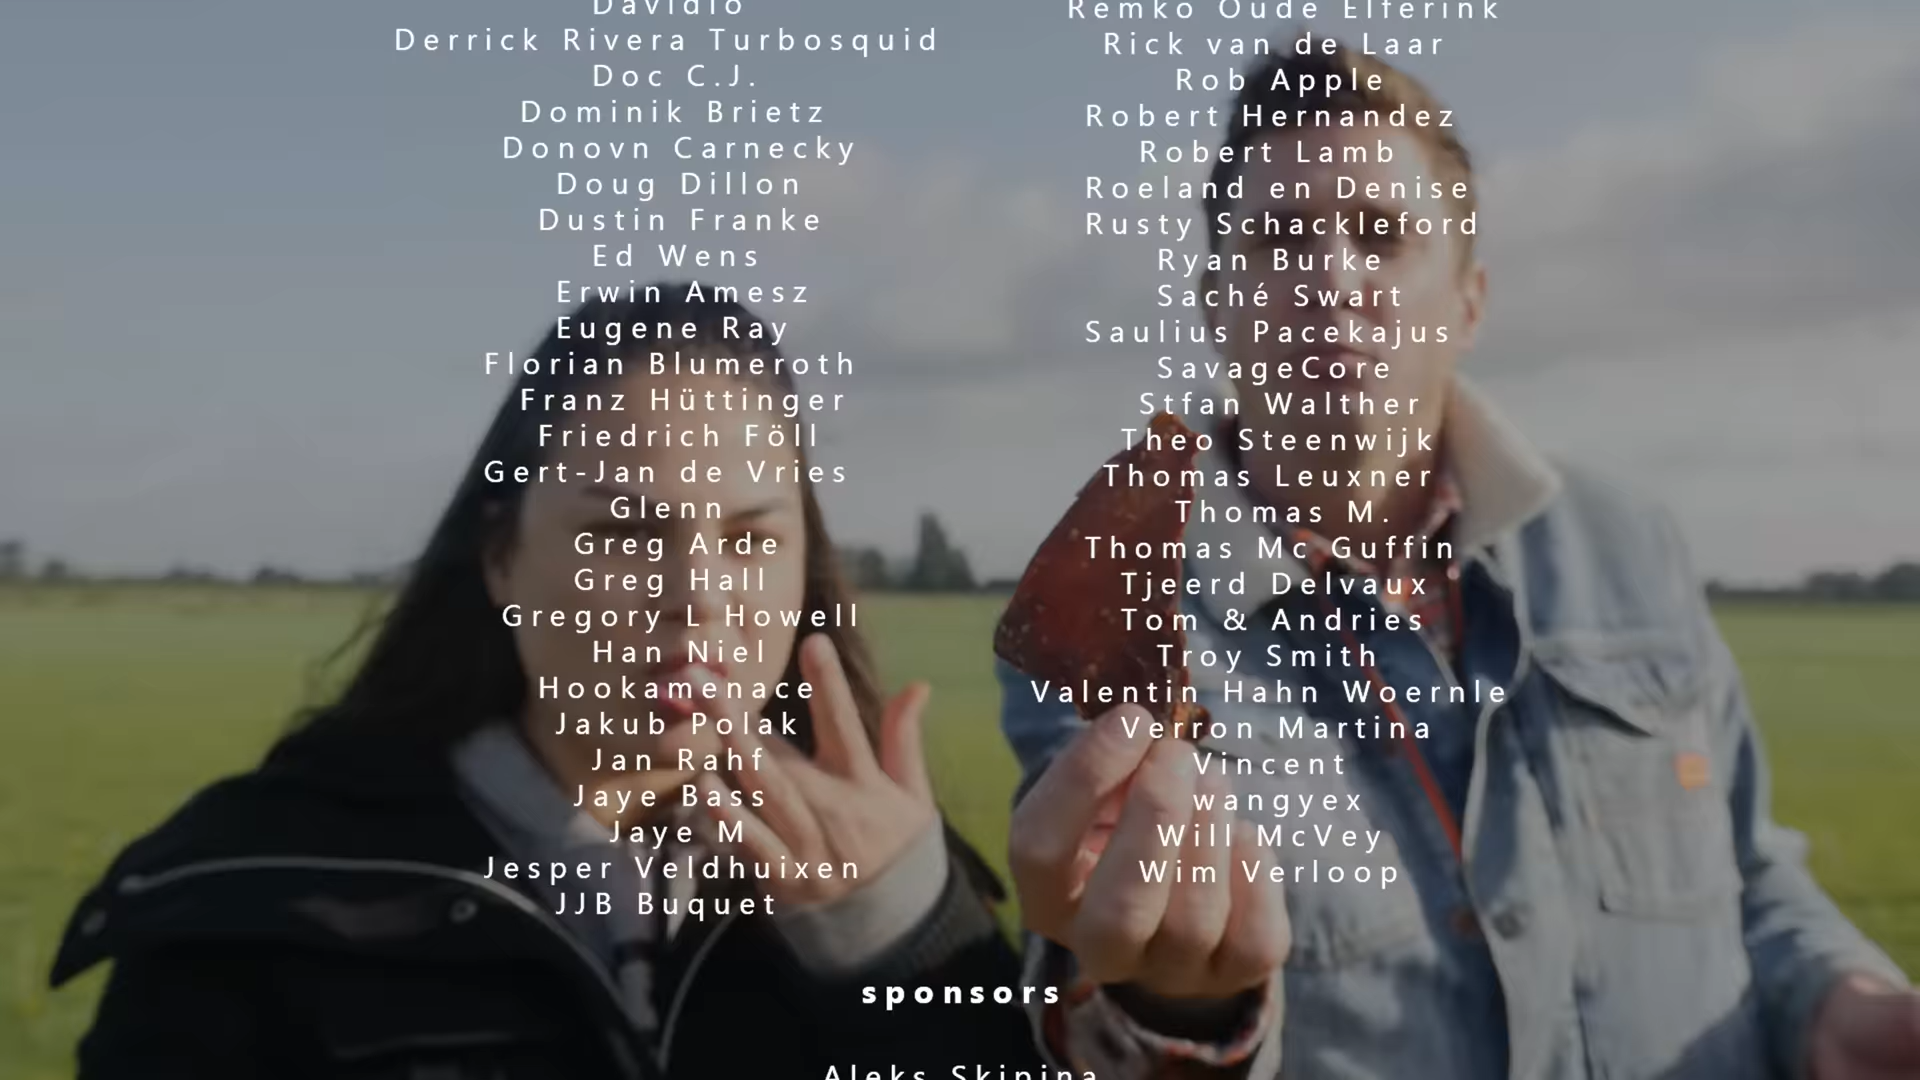 Davidio
Derrick Rivera Turbosquid
Doc C.J.
Dominik Brietz
Donovn Carnecky
Doug Dillon
Dustin Franke
Ed Wens
Erwin Amesz
Eugene Ray
Florian Blumeroth
Franz Hüttinger
Friedrich Föll
Gert-Jan de Vries
Glenn
Greg Arde
Greg Hall
Gregory L Howell
Han Niel
Hookamenace
Jakub Polak
Jan Rahf
Jaye Bass
Jaye M
Jesper Veldhuixen
JJB Buquet
Remko Oude Elferink
Rick van de Laar
Rob Apple
Robert Hernandez
Robert Lamb
Roeland en Denise
Rusty Schackleford
Ryan Burke
Saché Swart
Saulius Pacekajus
SavageCore
Stfan Walther
Theo Steenwijk
Thomas Leuxner
Thomas M.
Thomas Mc Guffin
Tjeerd Delvaux
Tom & Andries
Troy Smith
Valentin Hahn Woernle
Verron Martina
Vincent
wangyex
Will McVey
Wim Verloop
sponsors